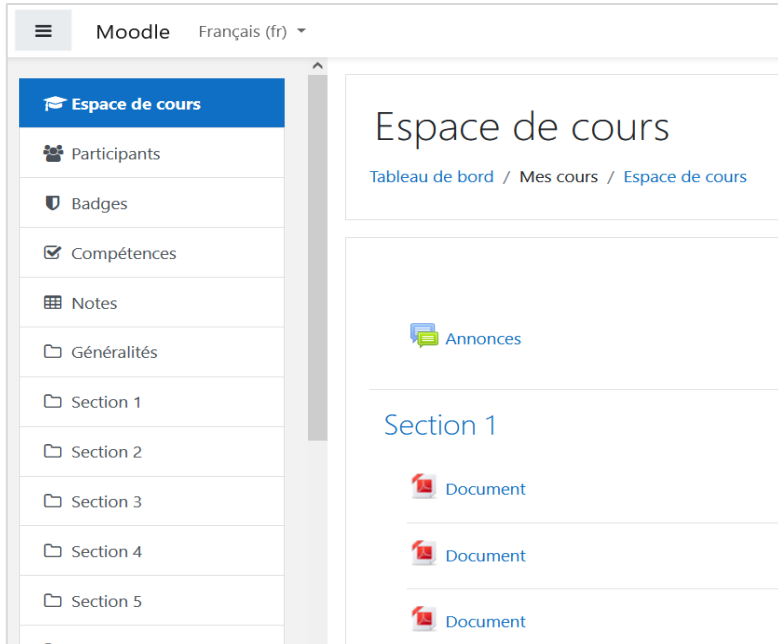 Moodle Français (fr)
Espace de cours
Participants
Badges
Compétences
Notes
Généralités
Section 1
Section 2
Section 3
Section 4
Section 5
Espace de cours
Tableau de bord / Mes cours / Espace de cours
Annonces
Section 1
Document
Document
Document